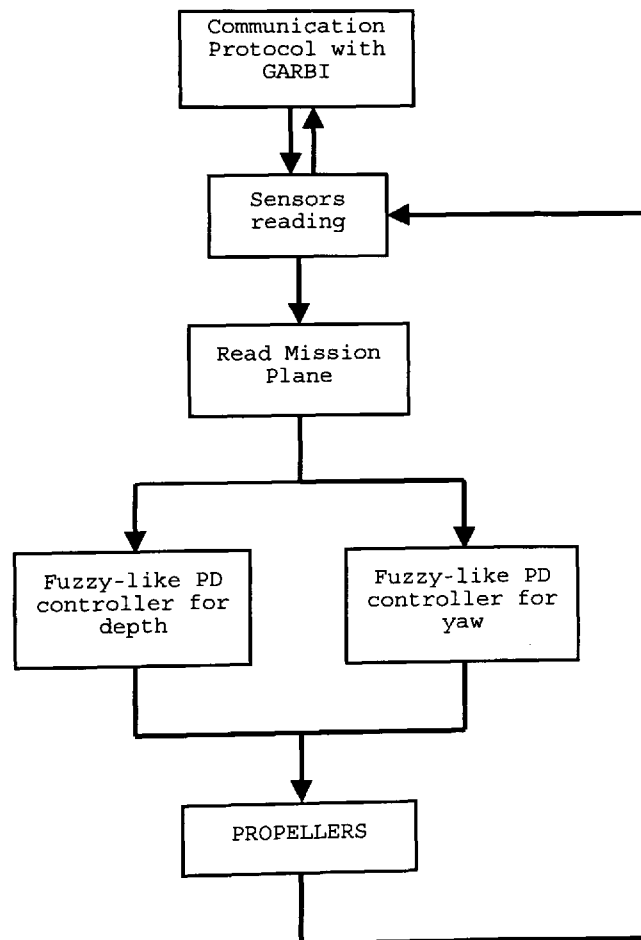 Communication
Protocol with
GARBI
Sensors
reading
Read Mission
Plane
Fuzzy-like PD
controller for
depth
Fuzzy-like PD
controller for
yaw
PROPELLERS